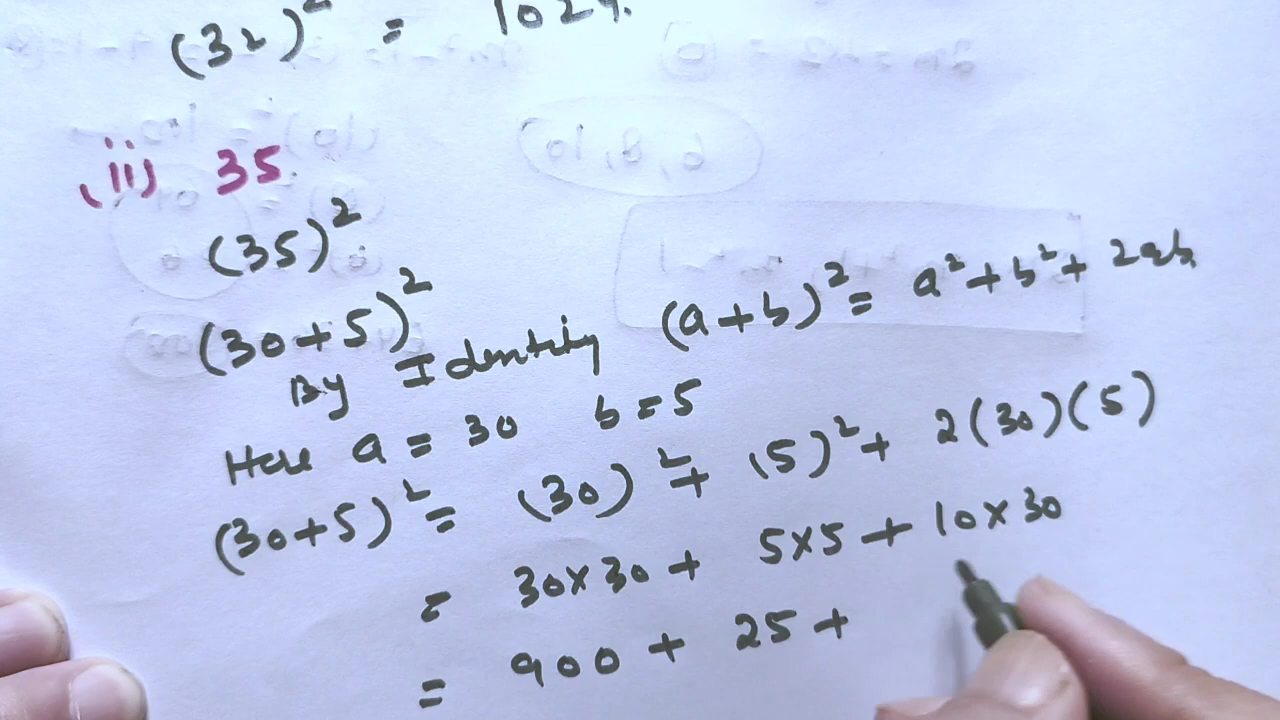 (32)² = 1024.
(ii) 35.
(35)².
(30+5)²
By Identity (a+b)² = a²+b²+ 2ab
Here a = 30 b=5
(30+5)² = (30)² + (5)² + 2(30)(5)
= 30×30 + 5×5 + 10×30
= 900 + 25 +